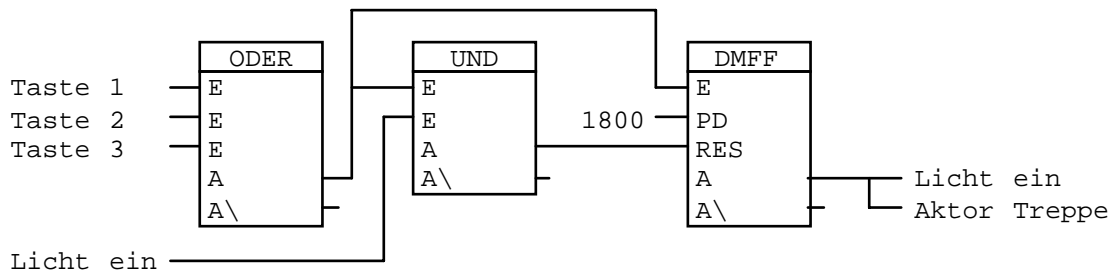 ODER UND DMFF
Taste 1 E E E
Taste 2 E E 1800 PD
Taste 3 E A RES
A A\ A Licht ein
A\ A\ Aktor Treppe
Licht ein